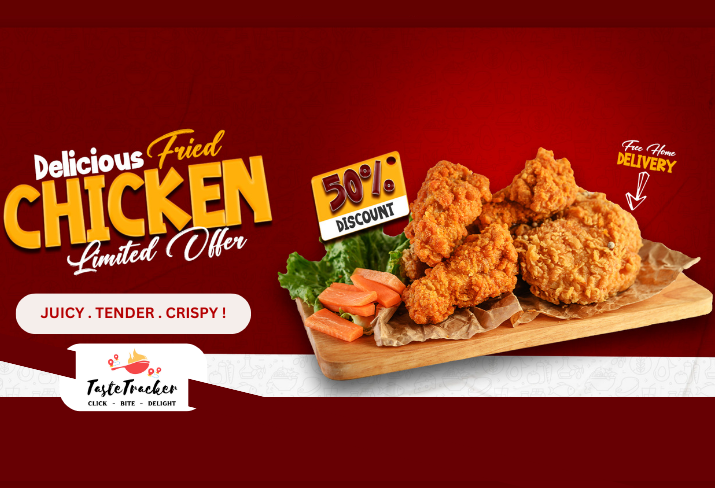 Delicious Fried
CHICKEN
Limited Offer
JUICY . TENDER . CRISPY !
TasteTracker
CLICK - BITE - DELIGHT
50%
DISCOUNT
Free Home
DELIVERY